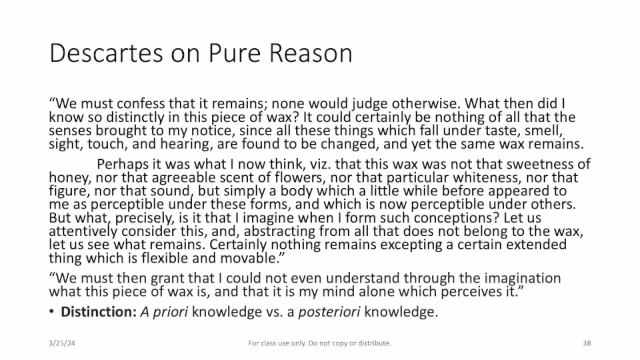 Descartes on Pure Reason
“We must confess that it remains; none would judge otherwise. What then did I
know so distinctly in this piece of wax? It could certainly be nothing of all that the
senses brought to my notice, since all these things which fall under taste, smell,
sight, touch, and hearing, are found to be changed, and yet the same wax remains.
Perhaps it was what I now think, viz. that this wax was not that sweetness of
honey, nor that agreeable scent of flowers, nor that particular whiteness, nor that
figure, nor that sound, but simply a body which a little while before appeared to
me as perceptible under these forms, and which is now perceptible under others.
But what, precisely, is it that I imagine when I form such conceptions? Let us
attentively consider this, and, abstracting from all that does not belong to the wax,
let us see what remains. Certainly nothing remains excepting a certain extended
thing which is flexible and movable.”
“We must then grant that I could not even understand through the imagination
what this piece of wax is, and that it is my mind alone which perceives it.”
• Distinction: A priori knowledge vs. a posteriori knowledge.
3/25/24
For class use only. Do not copy or distribute.
38